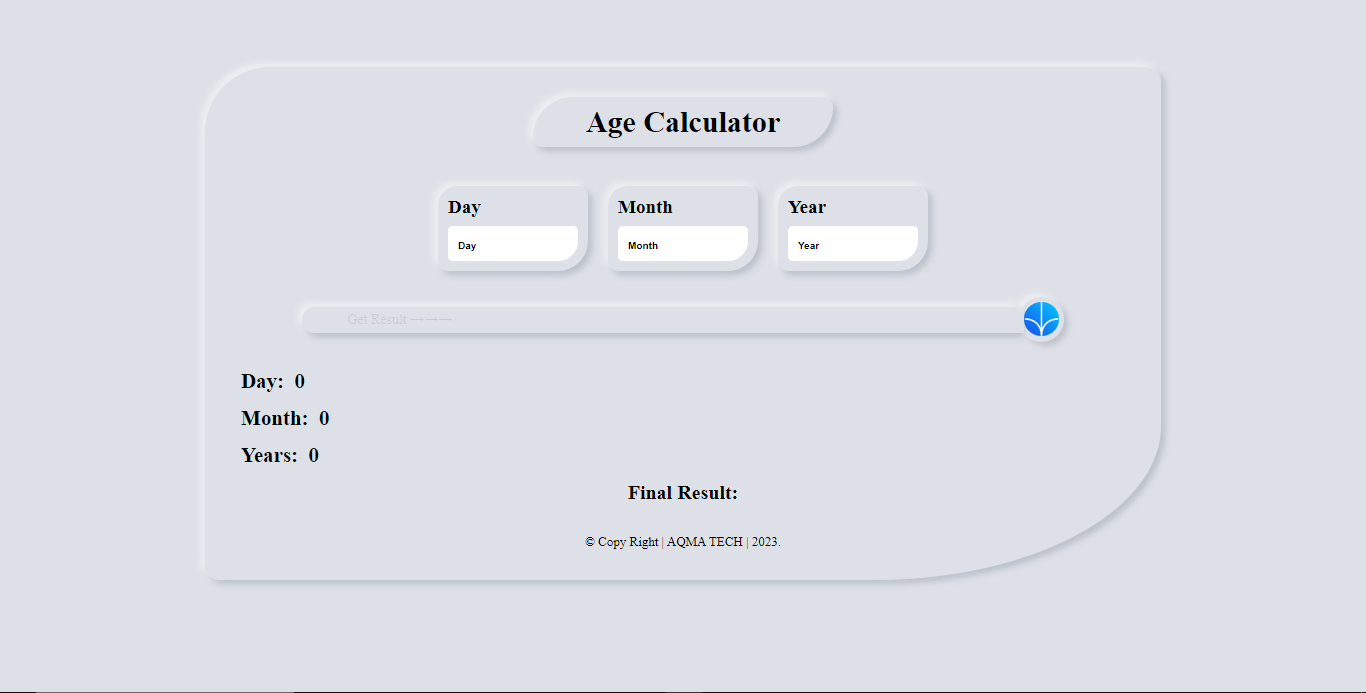 Age Calculator
Day Month Year
Day Month Year
Get Result ———
Day: 0
Month: 0
Years: 0
Final Result:
© Copy Right | AQMA TECH | 2023.